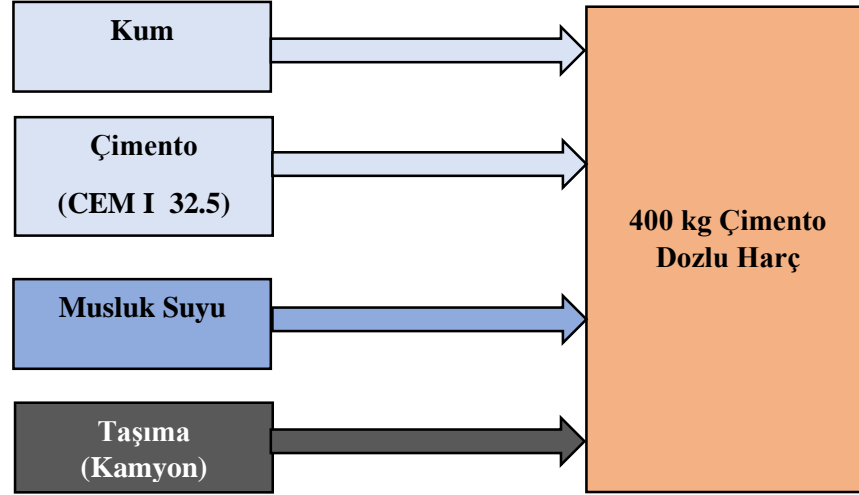 Kum
Çimento
(CEM I 32.5)
Musluk Suyu
Taşıma
(Kamyon)
400 kg Çimento
Dozlu Harç